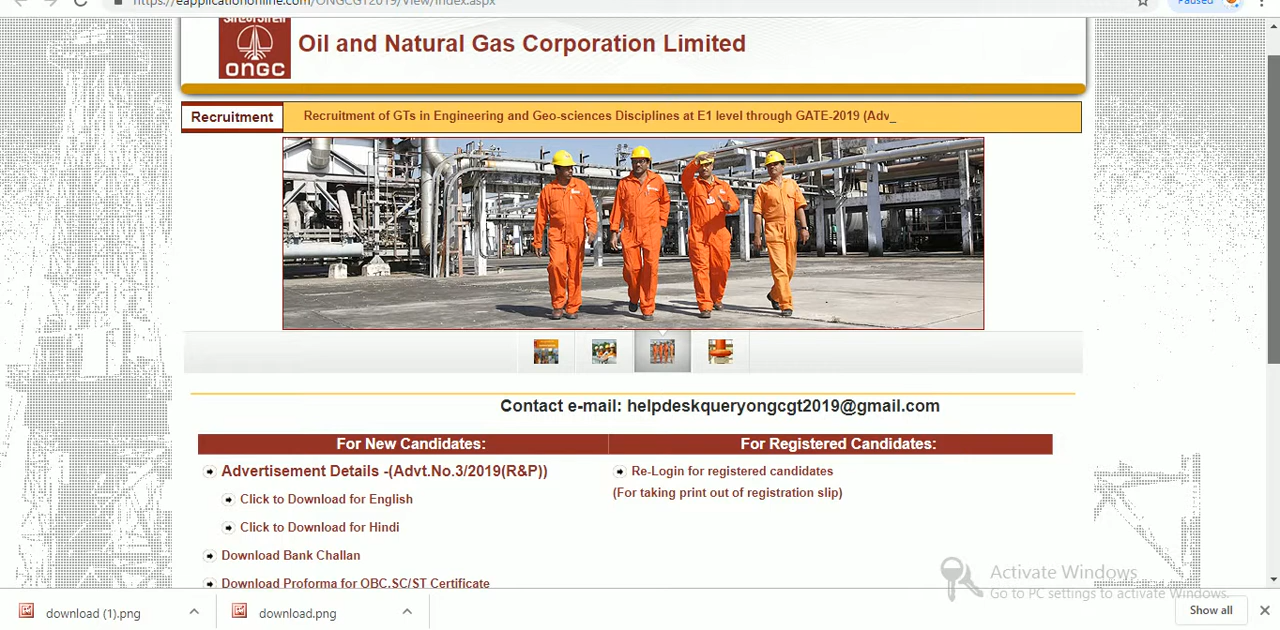 https://eapplicationonline.com/ONGCGT2019/View/Index.aspx
Paused
ONGC
Oil and Natural Gas Corporation Limited
Recruitment
Recruitment of GTs in Engineering and Geo-sciences Disciplines at E1 level through GATE-2019 (Adv_
Contact e-mail: helpdeskqueryongcgt2019@gmail.com
For New Candidates:
For Registered Candidates:
Advertisement Details -(Advt.No.3/2019(R&P))
Re-Login for registered candidates
(For taking print out of registration slip)
Click to Download for English
Click to Download for Hindi
Download Bank Challan
Download Proforma for OBC,SC/ST Certificate
Activate Windows
Go to PC settings to activate Windows.
download (1).png
download.png
Show all